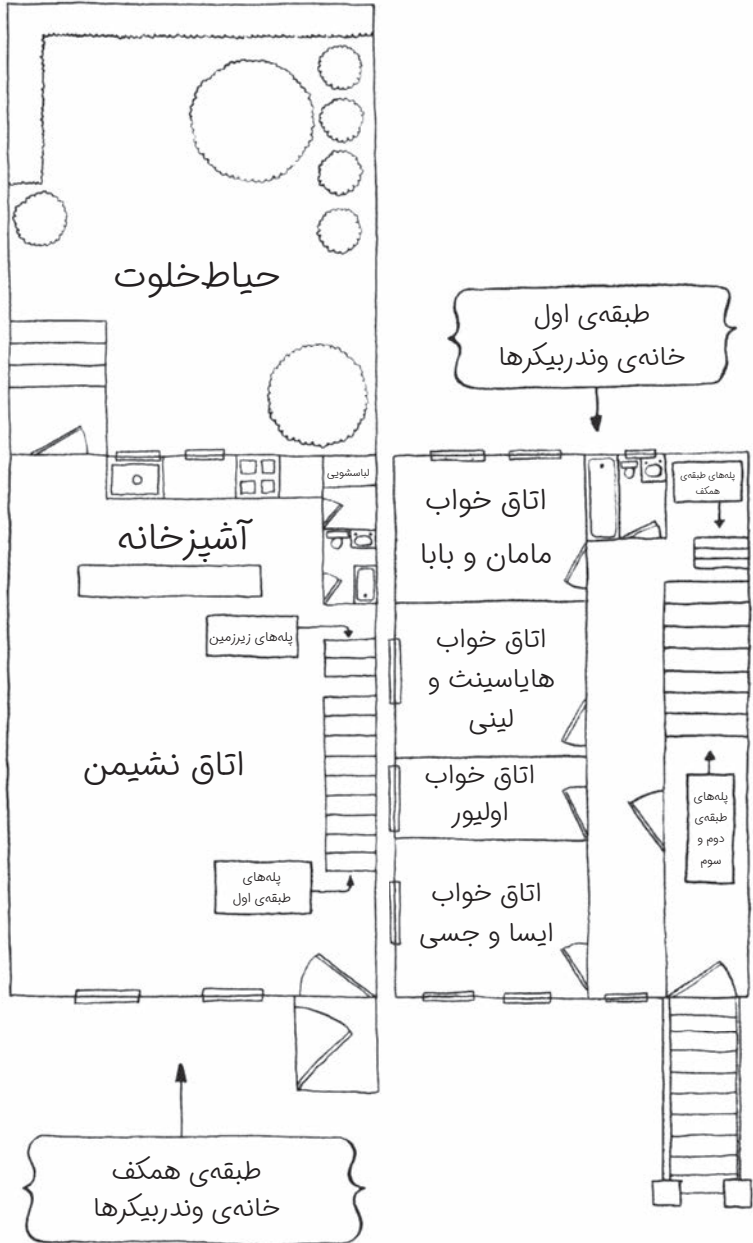 حیاط‌خلوت
لباسشویی
آشپزخانه
پله‌های زیرزمین
اتاق نشیمن
پله‌های
طبقه‌ی اول
طبقه‌ی همکف
خانه‌ی وندربیکرها
طبقه‌ی اول
خانه‌ی وندربیکرها
پله‌های طبقه‌ی
همکف
اتاق خواب
مامان و بابا
اتاق خواب
هایاسینث و
لینی
اتاق خواب
اولیور
اتاق خواب
ایسا و جسی
پله‌های
طبقه‌ی
دوم و
سوم